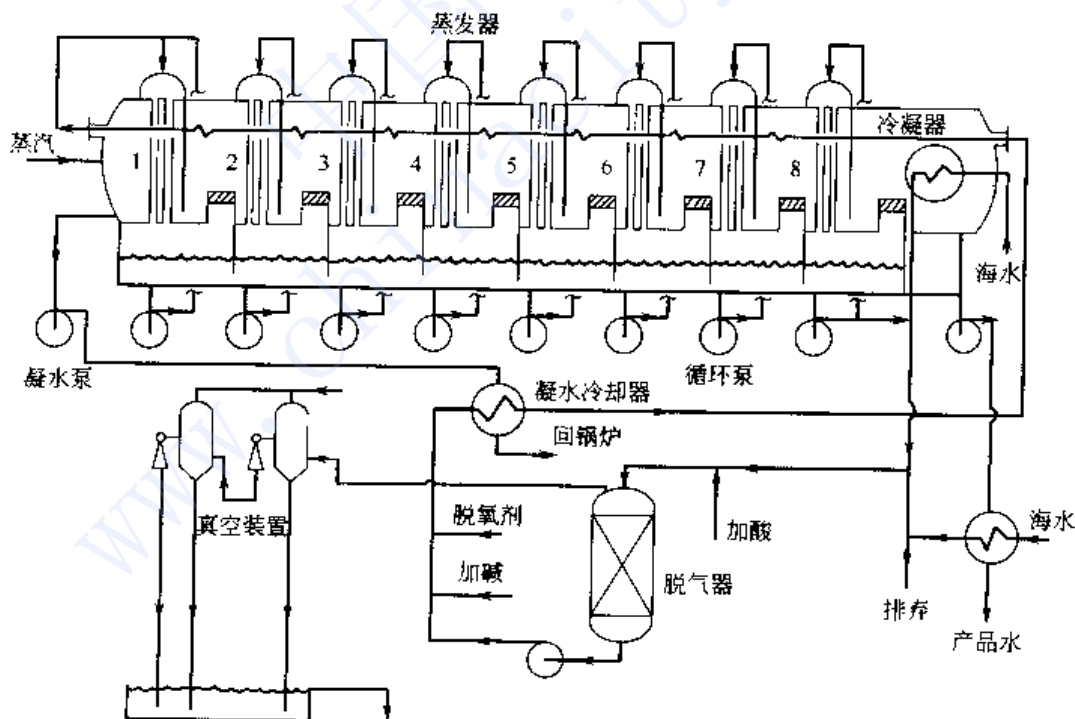 蒸发器
冷凝器
蒸汽
1 2 3 4 5 6 7 8
海水
凝水泵
循环泵
凝水冷却器
回锅炉
真空装置
脱氧剂
加酸
海水
加碱
脱气器
排弃
产品水